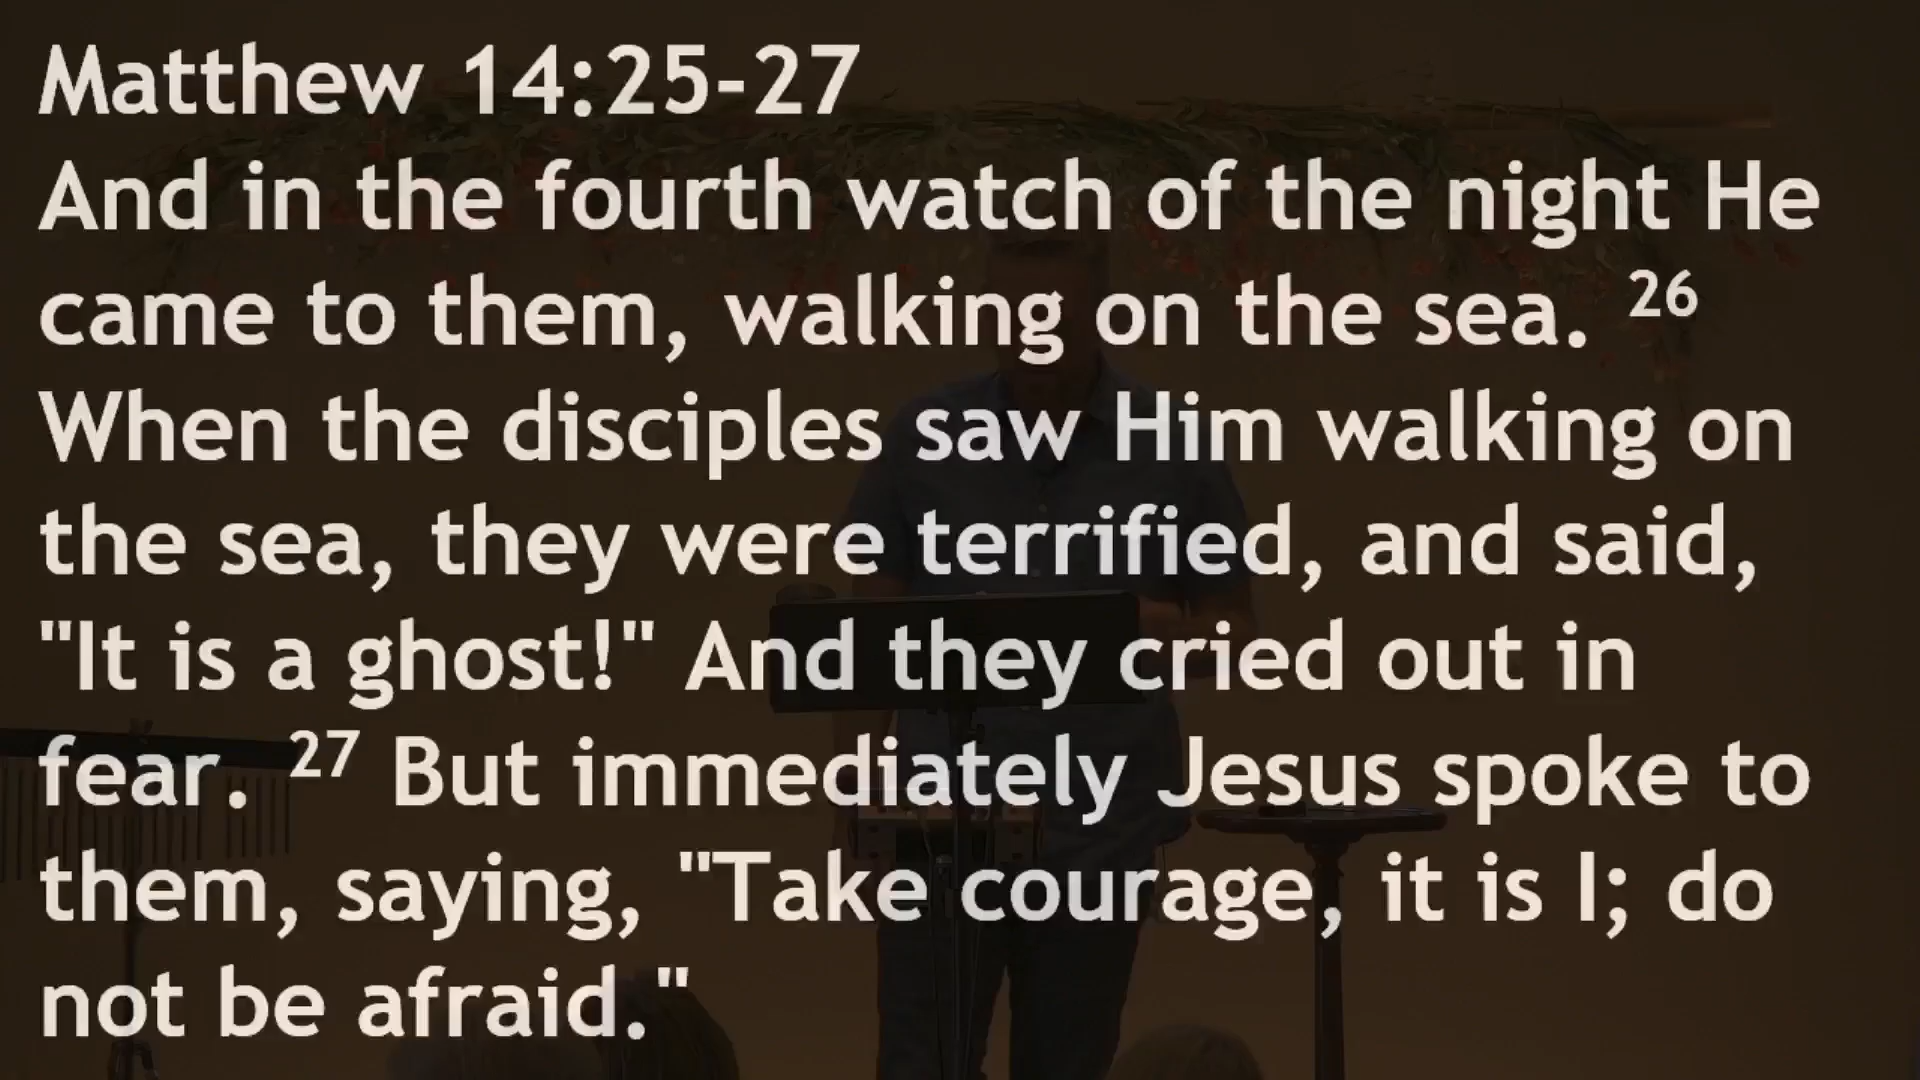 Matthew 14:25-27
And in the fourth watch of the night He
came to them, walking on the sea. 26
When the disciples saw Him walking on
the sea, they were terrified, and said,
"It is a ghost!" And they cried out in
fear. 27 But immediately Jesus spoke to
them, saying, "Take courage, it is I; do
not be afraid."